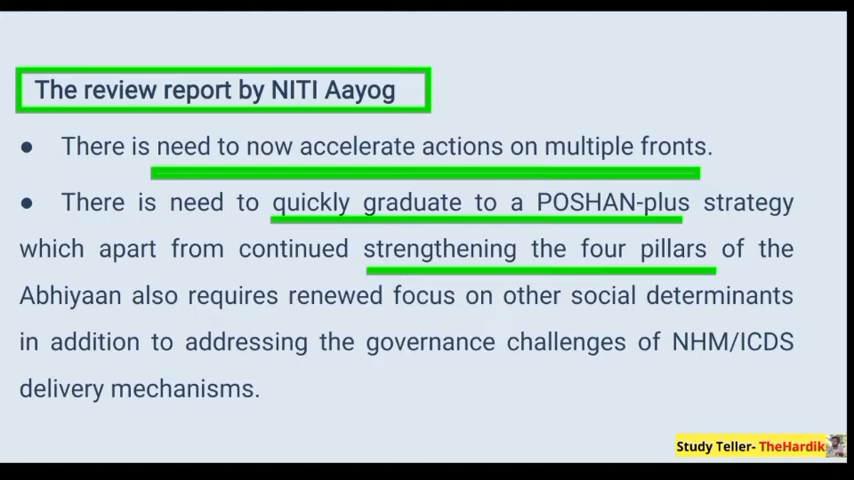 The review report by NITI Aayog
● There is need to now accelerate actions on multiple fronts.
● There is need to quickly graduate to a POSHAN-plus strategy
which apart from continued strengthening the four pillars of the
Abhiyaan also requires renewed focus on other social determinants
in addition to addressing the governance challenges of NHM/ICDS
delivery mechanisms.
Study Teller- TheHardik